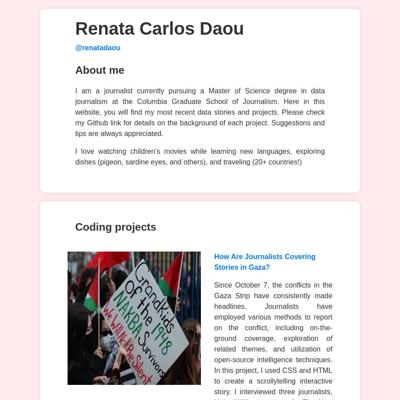 Renata Carlos Daou
@renatadaou
About me
I am a journalist currently pursuing a Master of Science degree in data
journalism at the Columbia Graduate School of Journalism. Here in this
website, you will find my most recent data stories and projects. Please check
my Github link for details on the background of each project. Suggestions and
tips are always appreciated.
I love watching children's movies while learning new languages, exploring
dishes (pigeon, sardine eyes, and others), and traveling (20+ countries!)
Coding projects
Grandkids
of the 1948
NAKBA Survivors
We Will Not Be Silent
How Are Journalists Covering
Stories in Gaza?
Since October 7, the conflicts in the
Gaza Strip have consistently made
headlines. Journalists have
employed various methods to report
on the conflict, including on-the-
ground coverage, exploration of
related themes, and utilization of
open-source intelligence techniques.
In this project, I used CSS and HTML
to create a scrollytelling interactive
story. I interviewed three journalists,